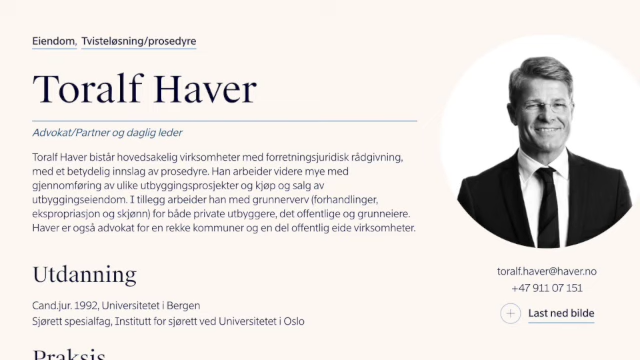 Eiendom, Tvisteløsning/prosedyre
Toralf Haver
Advokat/Partner og daglig leder
Toralf Haver bistår hovedsakelig virksomheter med forretningsjuridisk rådgivning,
med et betydelig innslag av prosedyre. Han arbeider videre mye med
gjennomføring av ulike utbyggingsprosjekter og kjøp og salg av
utbyggingseiendom. I tillegg arbeider han med grunnerverv (forhandlinger,
ekspropriasjon og skjønn) for både private utbyggere, det offentlige og grunneiere.
Haver er også advokat for en rekke kommuner og en del offentlig eide virksomheter.
toralf.haver@haver.no
+47 911 07 151
Last ned bilde
Utdanning
Cand.jur. 1992, Universitetet i Bergen
Sjørett spesialfag, Institutt for sjørett ved Universitetet i Oslo
Praksis